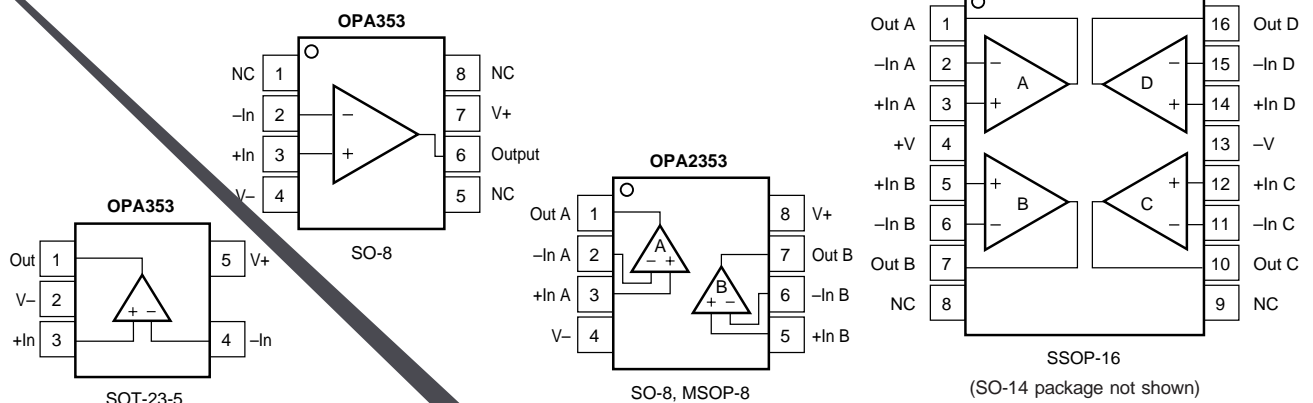 OPA353
NC 1
–In 2
+In 3
V– 4
8 NC
7 V+
6 Output
5 NC
– +
SO-8
OPA353
Out 1
V– 2
+In 3
5 V+
4 –In
+ –
SOT-23-5
OPA2353
Out A 1
–In A 2
+In A 3
V– 4
8 V+
7 Out B
6 –In B
5 +In B
A
– +
B
+ –
SO-8, MSOP-8
Out A 1
–In A 2
+In A 3
+V 4
+In B 5
–In B 6
Out B 7
NC 8
16 Out D
15 –In D
14 +In D
13 –V
12 +In C
11 –In C
10 Out C
9 NC
– A +
– D +
+ B –
+ C –
SSOP-16
(SO-14 package not shown)